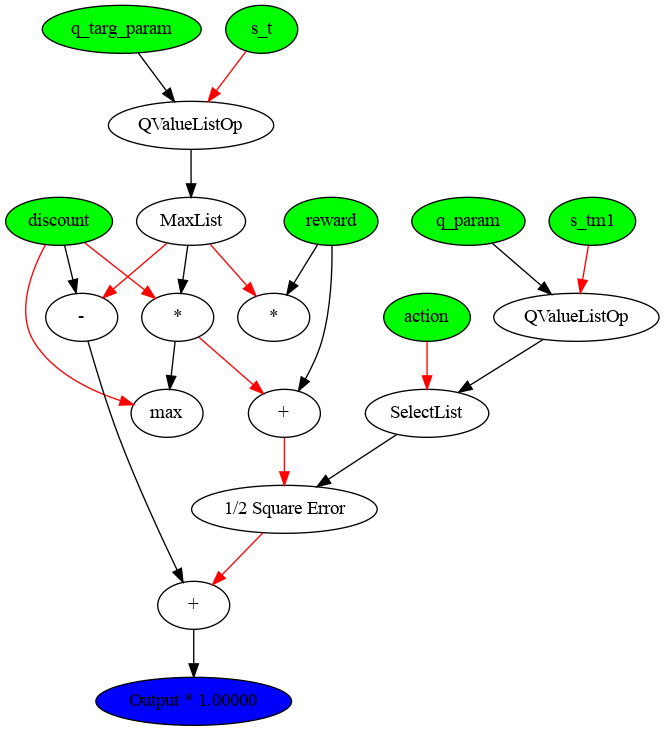 q_targ_param
s_t
QValueListOp
discount
MaxList
reward
q_param
s_tm1
-
*
*
action
QValueListOp
max
+
SelectList
1/2 Square Error
+
Output * 1.00000